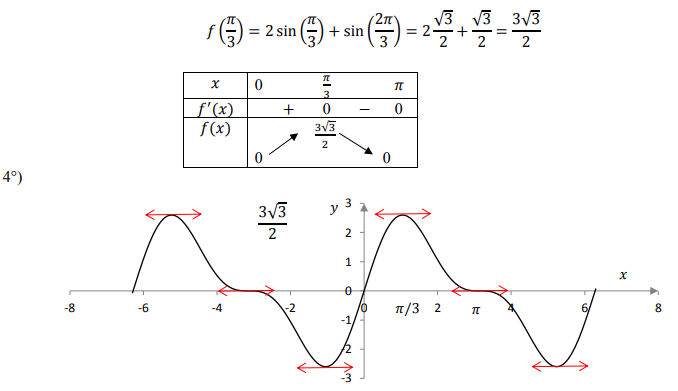 f(π/3) = 2 sin(π/3) + sin(2π/3) = 2 √3/2 + √3/2 = 3√3/2
x 0 π/3 π
f′(x) + 0 − 0
f(x) 0 3√3/2 0
4°)
3√3/2
y 3
2
1
0
-1
-2
-3
x
-8 -6 -4 -2 0 π/3 2 π 4 6 8